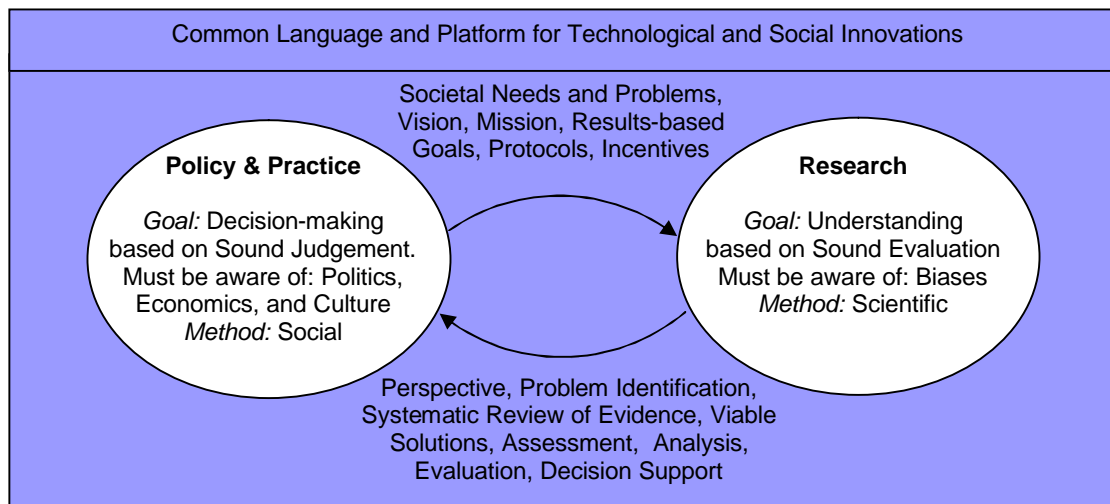 Common Language and Platform for Technological and Social Innovations
Societal Needs and Problems,
Vision, Mission, Results-based
Goals, Protocols, Incentives
Policy & Practice
Goal: Decision-making
based on Sound Judgement.
Must be aware of: Politics,
Economics, and Culture
Method: Social
Research
Goal: Understanding
based on Sound Evaluation
Must be aware of: Biases
Method: Scientific
Perspective, Problem Identification,
Systematic Review of Evidence, Viable
Solutions, Assessment, Analysis,
Evaluation, Decision Support